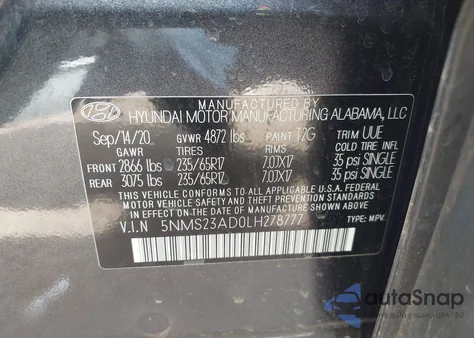 MANUFACTURED BY
HYUNDAI MOTOR MANUFACTURING ALABAMA, LLC
Sep/14/20 GVWR 4872 lbs PAINT T2G TRIM UUE
GAWR TIRES RIMS COLD TIRE INFL
FRONT 2866 lbs 235/65R17 7.0JX17 35 psi SINGLE
REAR 3075 lbs 235/65R17 7.0JX17 35 psi SINGLE
THIS VEHICLE CONFORMS TO ALL APPLICABLE U.S.A. FEDERAL
MOTOR VEHICLE SAFETY AND THEFT PREVENTION STANDARDS
IN EFFECT ON THE DATE OF MANUFACTURE SHOWN ABOVE.
V.I.N 5NMS23AD0LH278777 TYPE: MPV
autoSnap